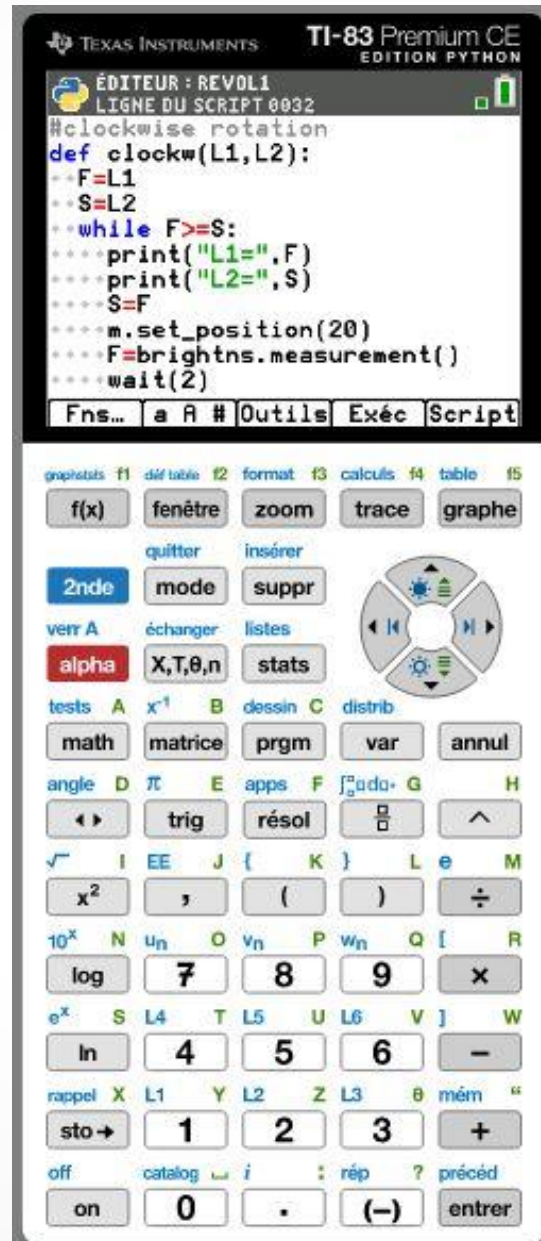 TEXAS INSTRUMENTS TI-83 Premium CE
EDITION PYTHON
ÉDITEUR : REVOL1
LIGNE DU SCRIPT 0032
#clockwise rotation
def clockw(L1,L2):
F=L1
S=L2
while F>=S:
print("L1=",F)
print("L2=",S)
S=F
m.set_position(20)
F=brightns.measurement()
wait(2)
Fns… a A # Outils Exéc Script
graphstats f1 déf table f2 format f3 calculs f4 table f5
f(x) fenêtre zoom trace graphe
quitter insérer
2nde mode suppr
verr A échanger listes
alpha X,T,θ,n stats
tests A x⁻¹ B dessin C distrib
math matrice prgm var annul
angle D π E apps F G H
trig résol ^
√‾ I EE J { K } L e M
x² , ( ) ÷
10ˣ N uₙ O vₙ P wₙ Q [ R
log 7 8 9 ×
eˣ S L4 T L5 U L6 V ] W
ln 4 5 6 −
rappel X L1 Y L2 Z L3 θ mém “
sto→ 1 2 3 +
off catalog ⎵ i : rép ? précéd
on 0 . (−) entrer